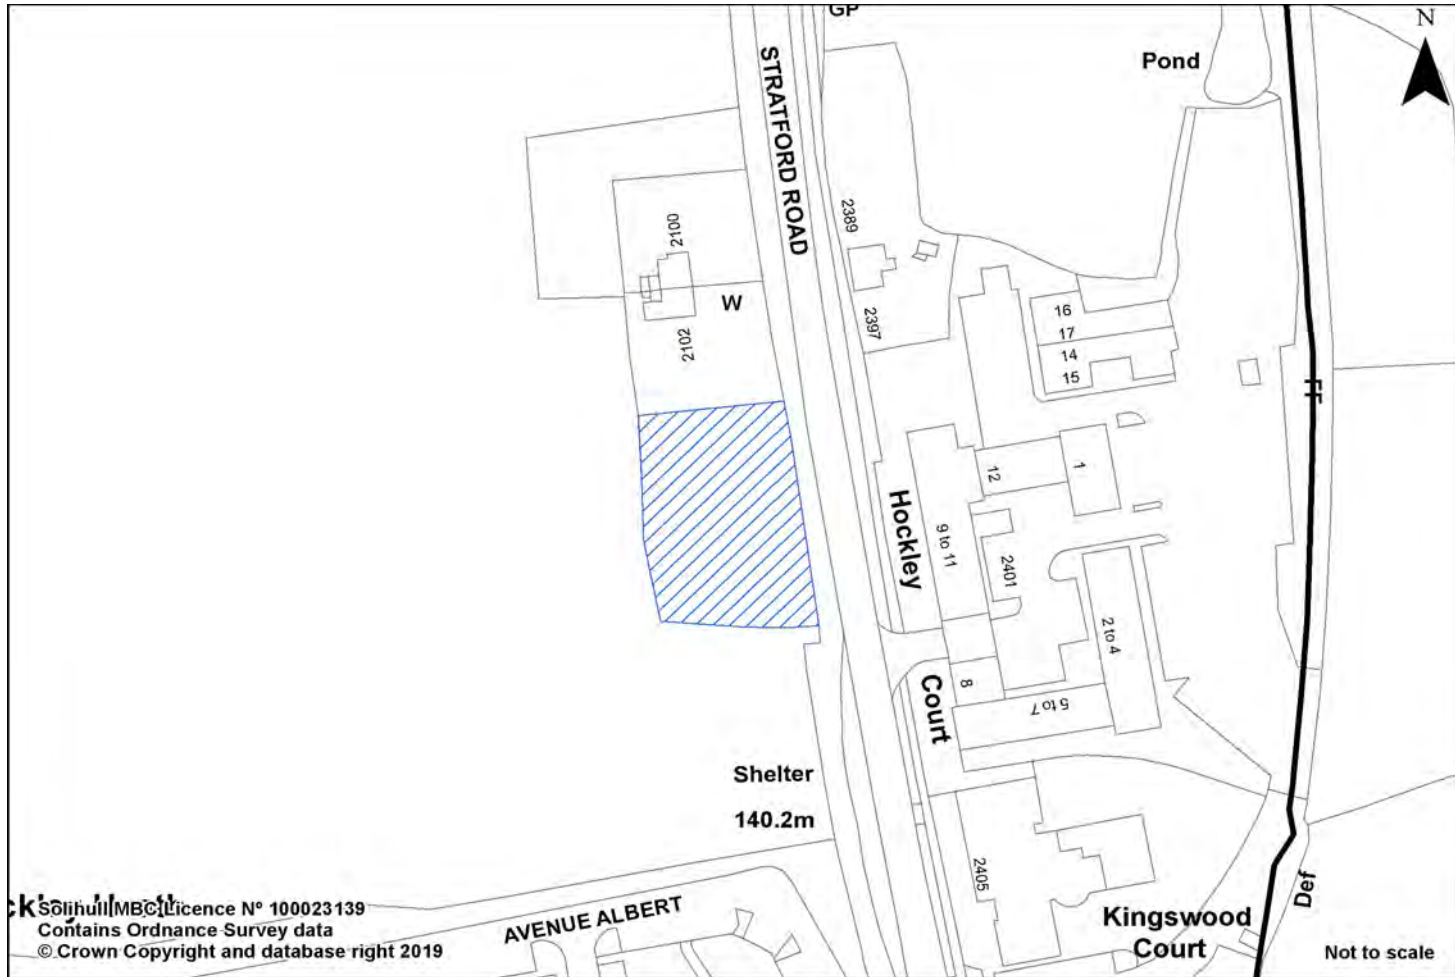 GP
N
STRATFORD ROAD
Pond
2100
2389
W
2102
2397
16
17
14
15
FF
12
1
Hockley
9 to 11
2401
2 to 4
8
5 to 7
Court
Shelter
140.2m
2405
AVENUE ALBERT
Kingswood
Court
Def
Solihull MBC Licence Nº 100023139
Contains Ordnance Survey data
© Crown Copyright and database right 2019
Not to scale